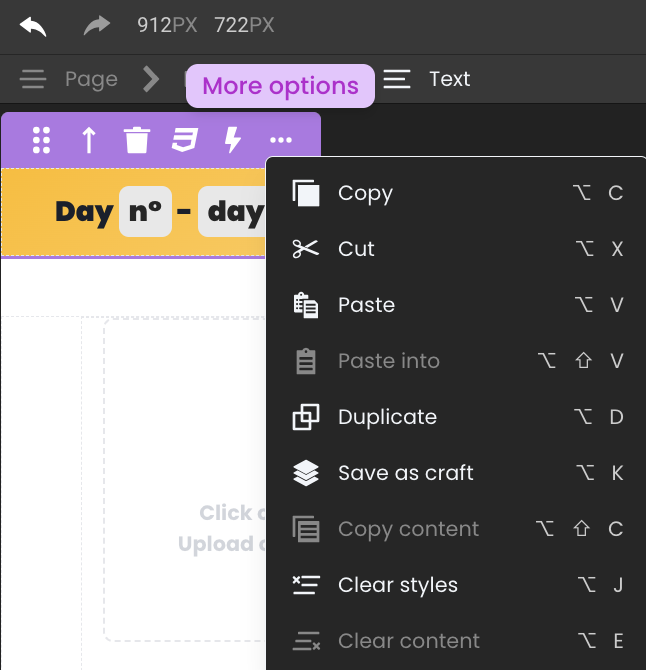 912PX 722PX
Page Text
More options
Day nº - day
Copy ⌥ C
Cut ⌥ X
Paste ⌥ V
Paste into ⌥ ⇧ V
Duplicate ⌥ D
Save as craft ⌥ K
Copy content ⌥ ⇧ C
Clear styles ⌥ J
Clear content ⌥ E
Click
Upload